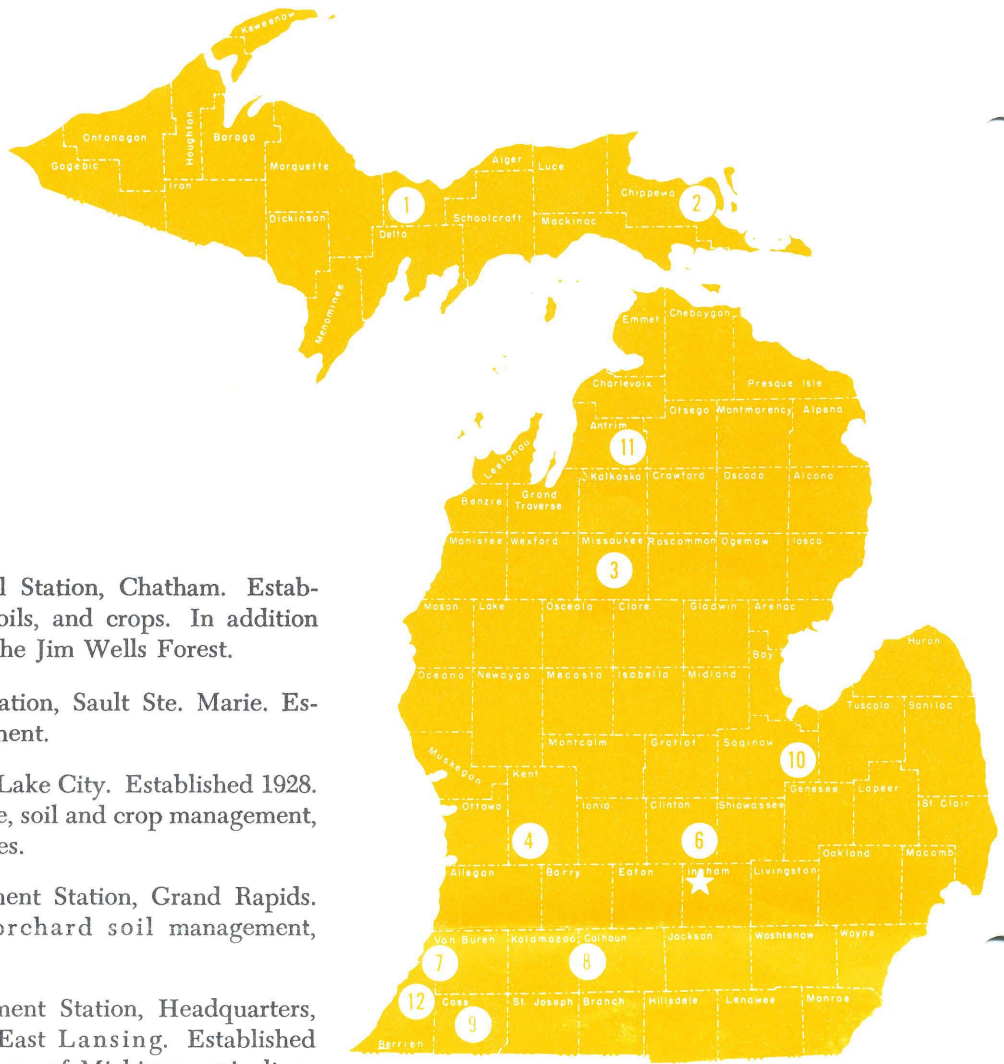 Keweenaw
Ontonagon
Houghton
Baraga
Gogebic
Marquette
Alger
Luce
Iron
Chippewa
1
2
Dickinson
Schoolcraft
Mackinac
Delta
Menominee
Emmet
Cheboygan
Charlevoix
Presque Isle
Otsego
Montmorency
Alpena
Antrim
11
Leelanau
Kalkaska
Crawford
Oscoda
Alcona
Benzie
Grand
Traverse
Manistee
Wexford
Missaukee
Roscommon
Ogemaw
Iosco
3
l Station, Chatham. Estab-
oils, and crops. In addition
he Jim Wells Forest.
ation, Sault Ste. Marie. Es-
nent.
Lake City. Established 1928.
e, soil and crop management,
es.
nent Station, Grand Rapids.
orchard soil management,
ment Station, Headquarters,
East Lansing. Established
Mason
Lake
Osceola
Clare
Gladwin
Arenac
Huron
Bay
Oceana
Newaygo
Mecosta
Isabella
Midland
Tuscola
Sanilac
Montcalm
Gratiot
Saginaw
Muskegon
10
Kent
Genesee
Lapeer
Ottawa
Ionia
Clinton
Shiawassee
St. Clair
4
6
Oakland
Macomb
Allegan
Barry
Eaton
Ingham
Livingston
Van Buren
Kalamazoo
Calhoun
Jackson
Washtenaw
Wayne
7
8
12
Cass
St. Joseph
Branch
Hillsdale
Lenawee
Monroe
9
Berrien